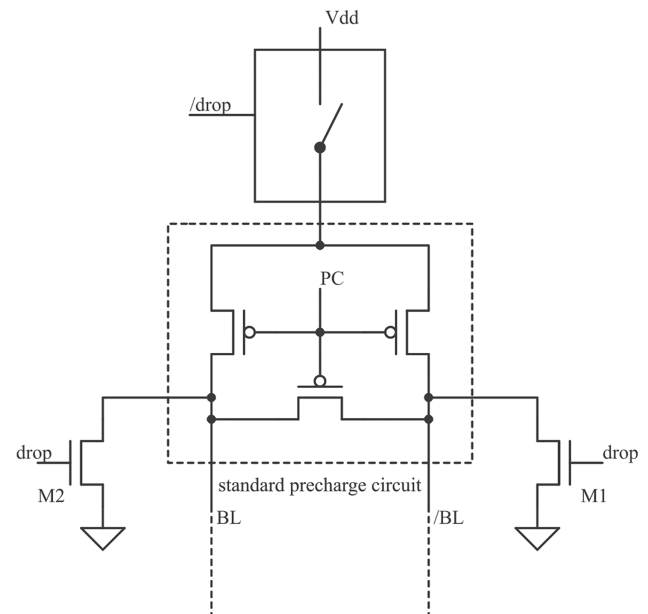 Vdd
/drop
PC
drop
drop
M2
M1
standard precharge circuit
BL
/BL